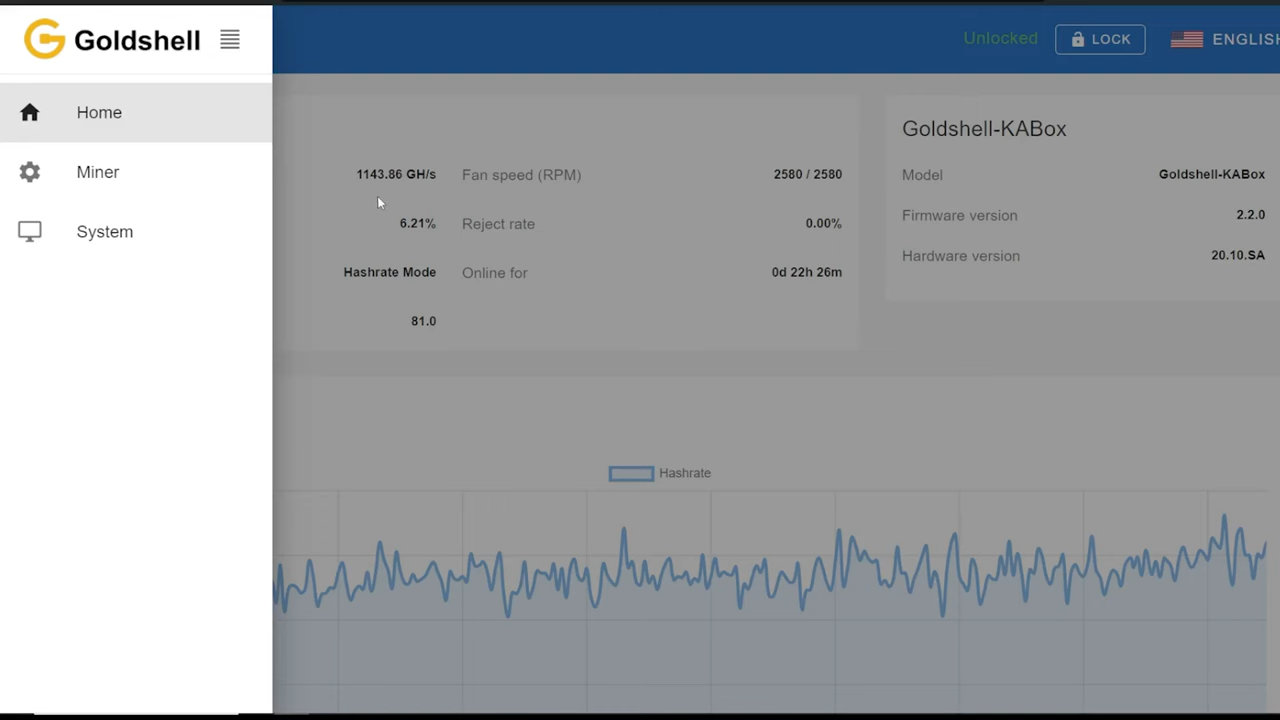 Goldshell
Home
Miner
System
Unlocked
LOCK
ENGLISH
1143.86 GH/s Fan speed (RPM) 2580 / 2580
6.21% Reject rate 0.00%
Hashrate Mode Online for 0d 22h 26m
81.0
Goldshell-KABox
Model Goldshell-KABox
Firmware version 2.2.0
Hardware version 20.10.SA
Hashrate